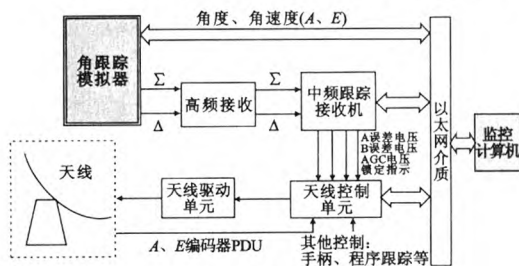 角度、角速度(A、E)
角跟踪
模拟器
Σ
Δ
高频接收
Σ
Δ
中频跟踪
接收机
以太网介质
监控
计算机
A误差电压
B误差电压
AGC电压
锁定指示
天线
天线驱动
单元
天线控制
单元
A、E编码器PDU
其他控制:
手柄、程序跟踪等